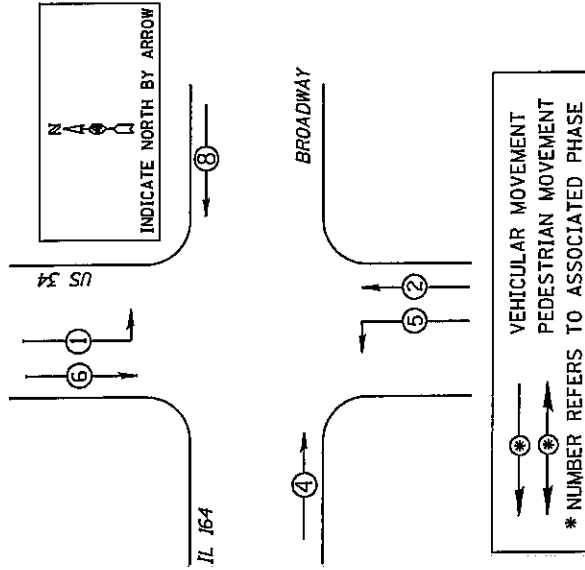 N
INDICATE NORTH BY ARROW
US 34
8
BROADWAY
1
6
2
5
4
IL 164
* VEHICULAR MOVEMENT
* PEDESTRIAN MOVEMENT
* NUMBER REFERS TO ASSOCIATED PHASE